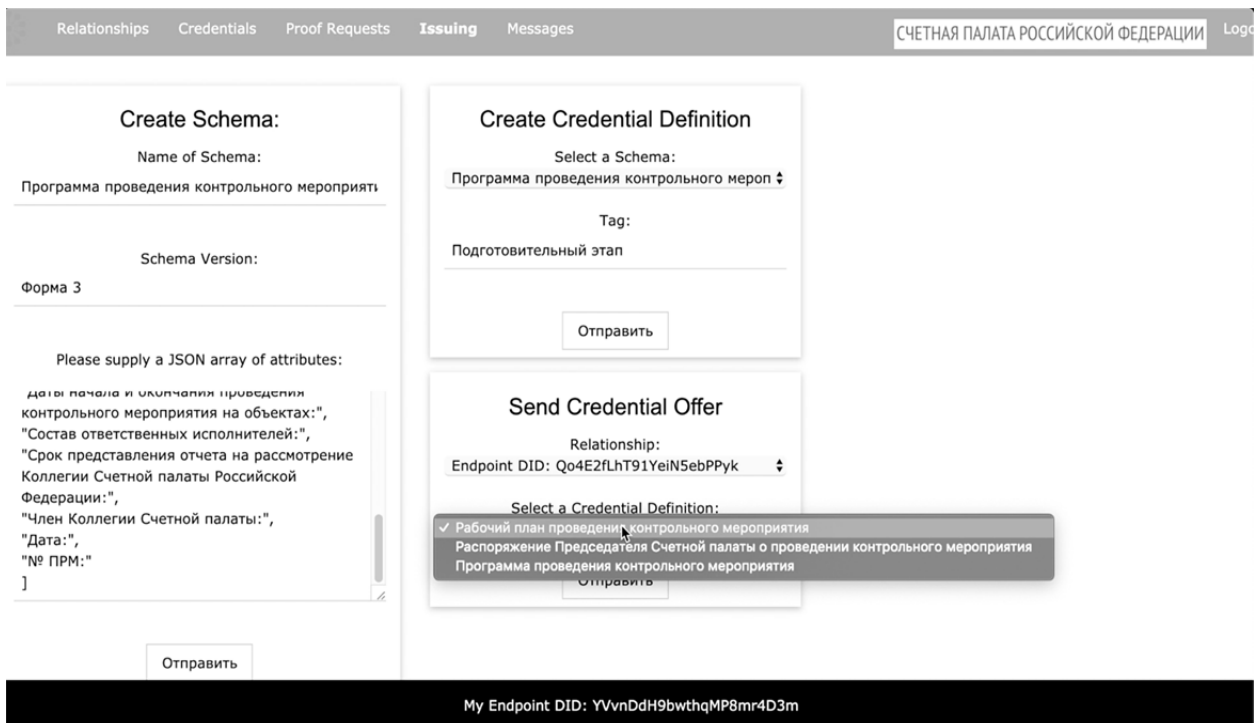 Relationships Credentials Proof Requests Issuing Messages
СЧЕТНАЯ ПАЛАТА РОССИЙСКОЙ ФЕДЕРАЦИИ
Create Schema:
Name of Schema:
Программа проведения контрольного мероприяти
Schema Version:
Форма 3
Please supply a JSON array of attributes:
"Даты начала и окончания проведения
контрольного мероприятия на объектах:",
"Состав ответственных исполнителей:",
"Срок представления отчета на рассмотрение
Коллегии Счетной палаты Российской
Федерации:",
"Член Коллегии Счетной палаты:",
"Дата:",
"№ ПРМ:"
]
Отправить
Create Credential Definition
Select a Schema:
Программа проведения контрольного мероп
Tag:
Подготовительный этап
Отправить
Send Credential Offer
Relationship:
Endpoint DID: Qo4E2fLhT91YeiN5ebPPyk
Select a Credential Definition:
✓ Рабочий план проведения контрольного мероприятия
Распоряжение Председателя Счетной палаты о проведении контрольного мероприятия
Программа проведения контрольного мероприятия
Отправить
My Endpoint DID: YVvnDdH9bwthqMP8mr4D3m